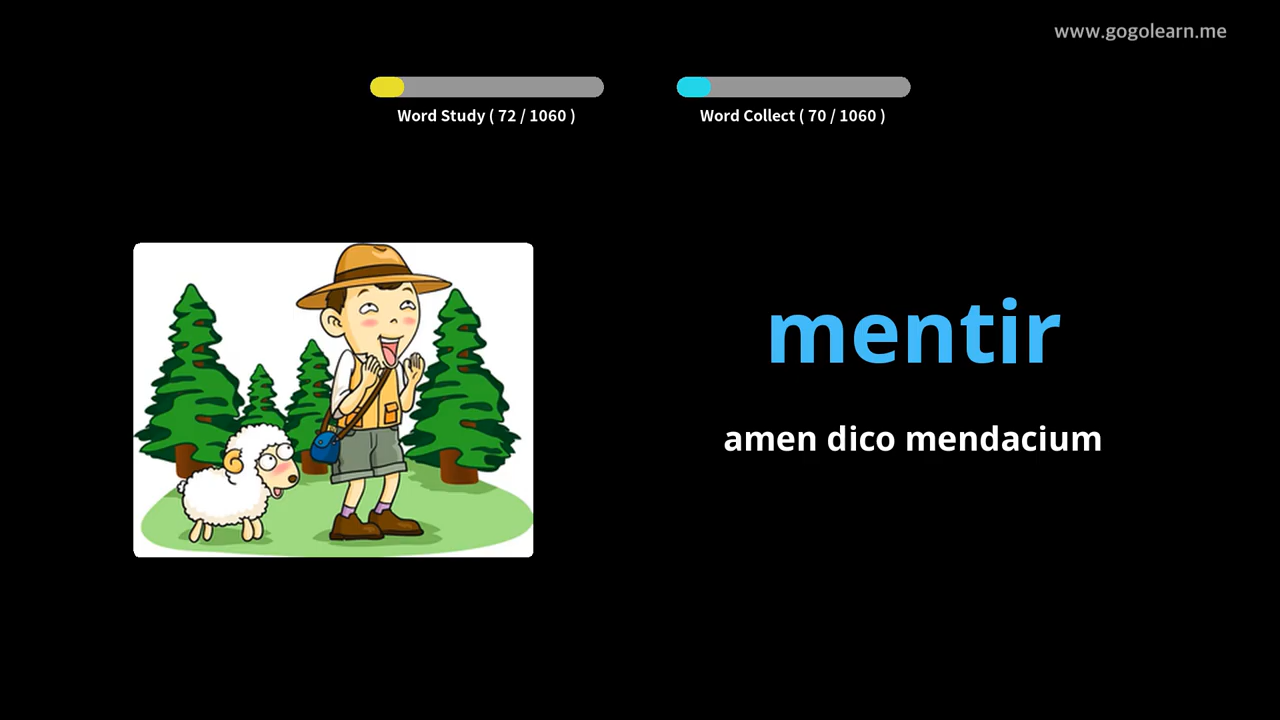 www.gogolearn.me
Word Study ( 72 / 1060 )
Word Collect ( 70 / 1060 )
mentir
amen dico mendacium